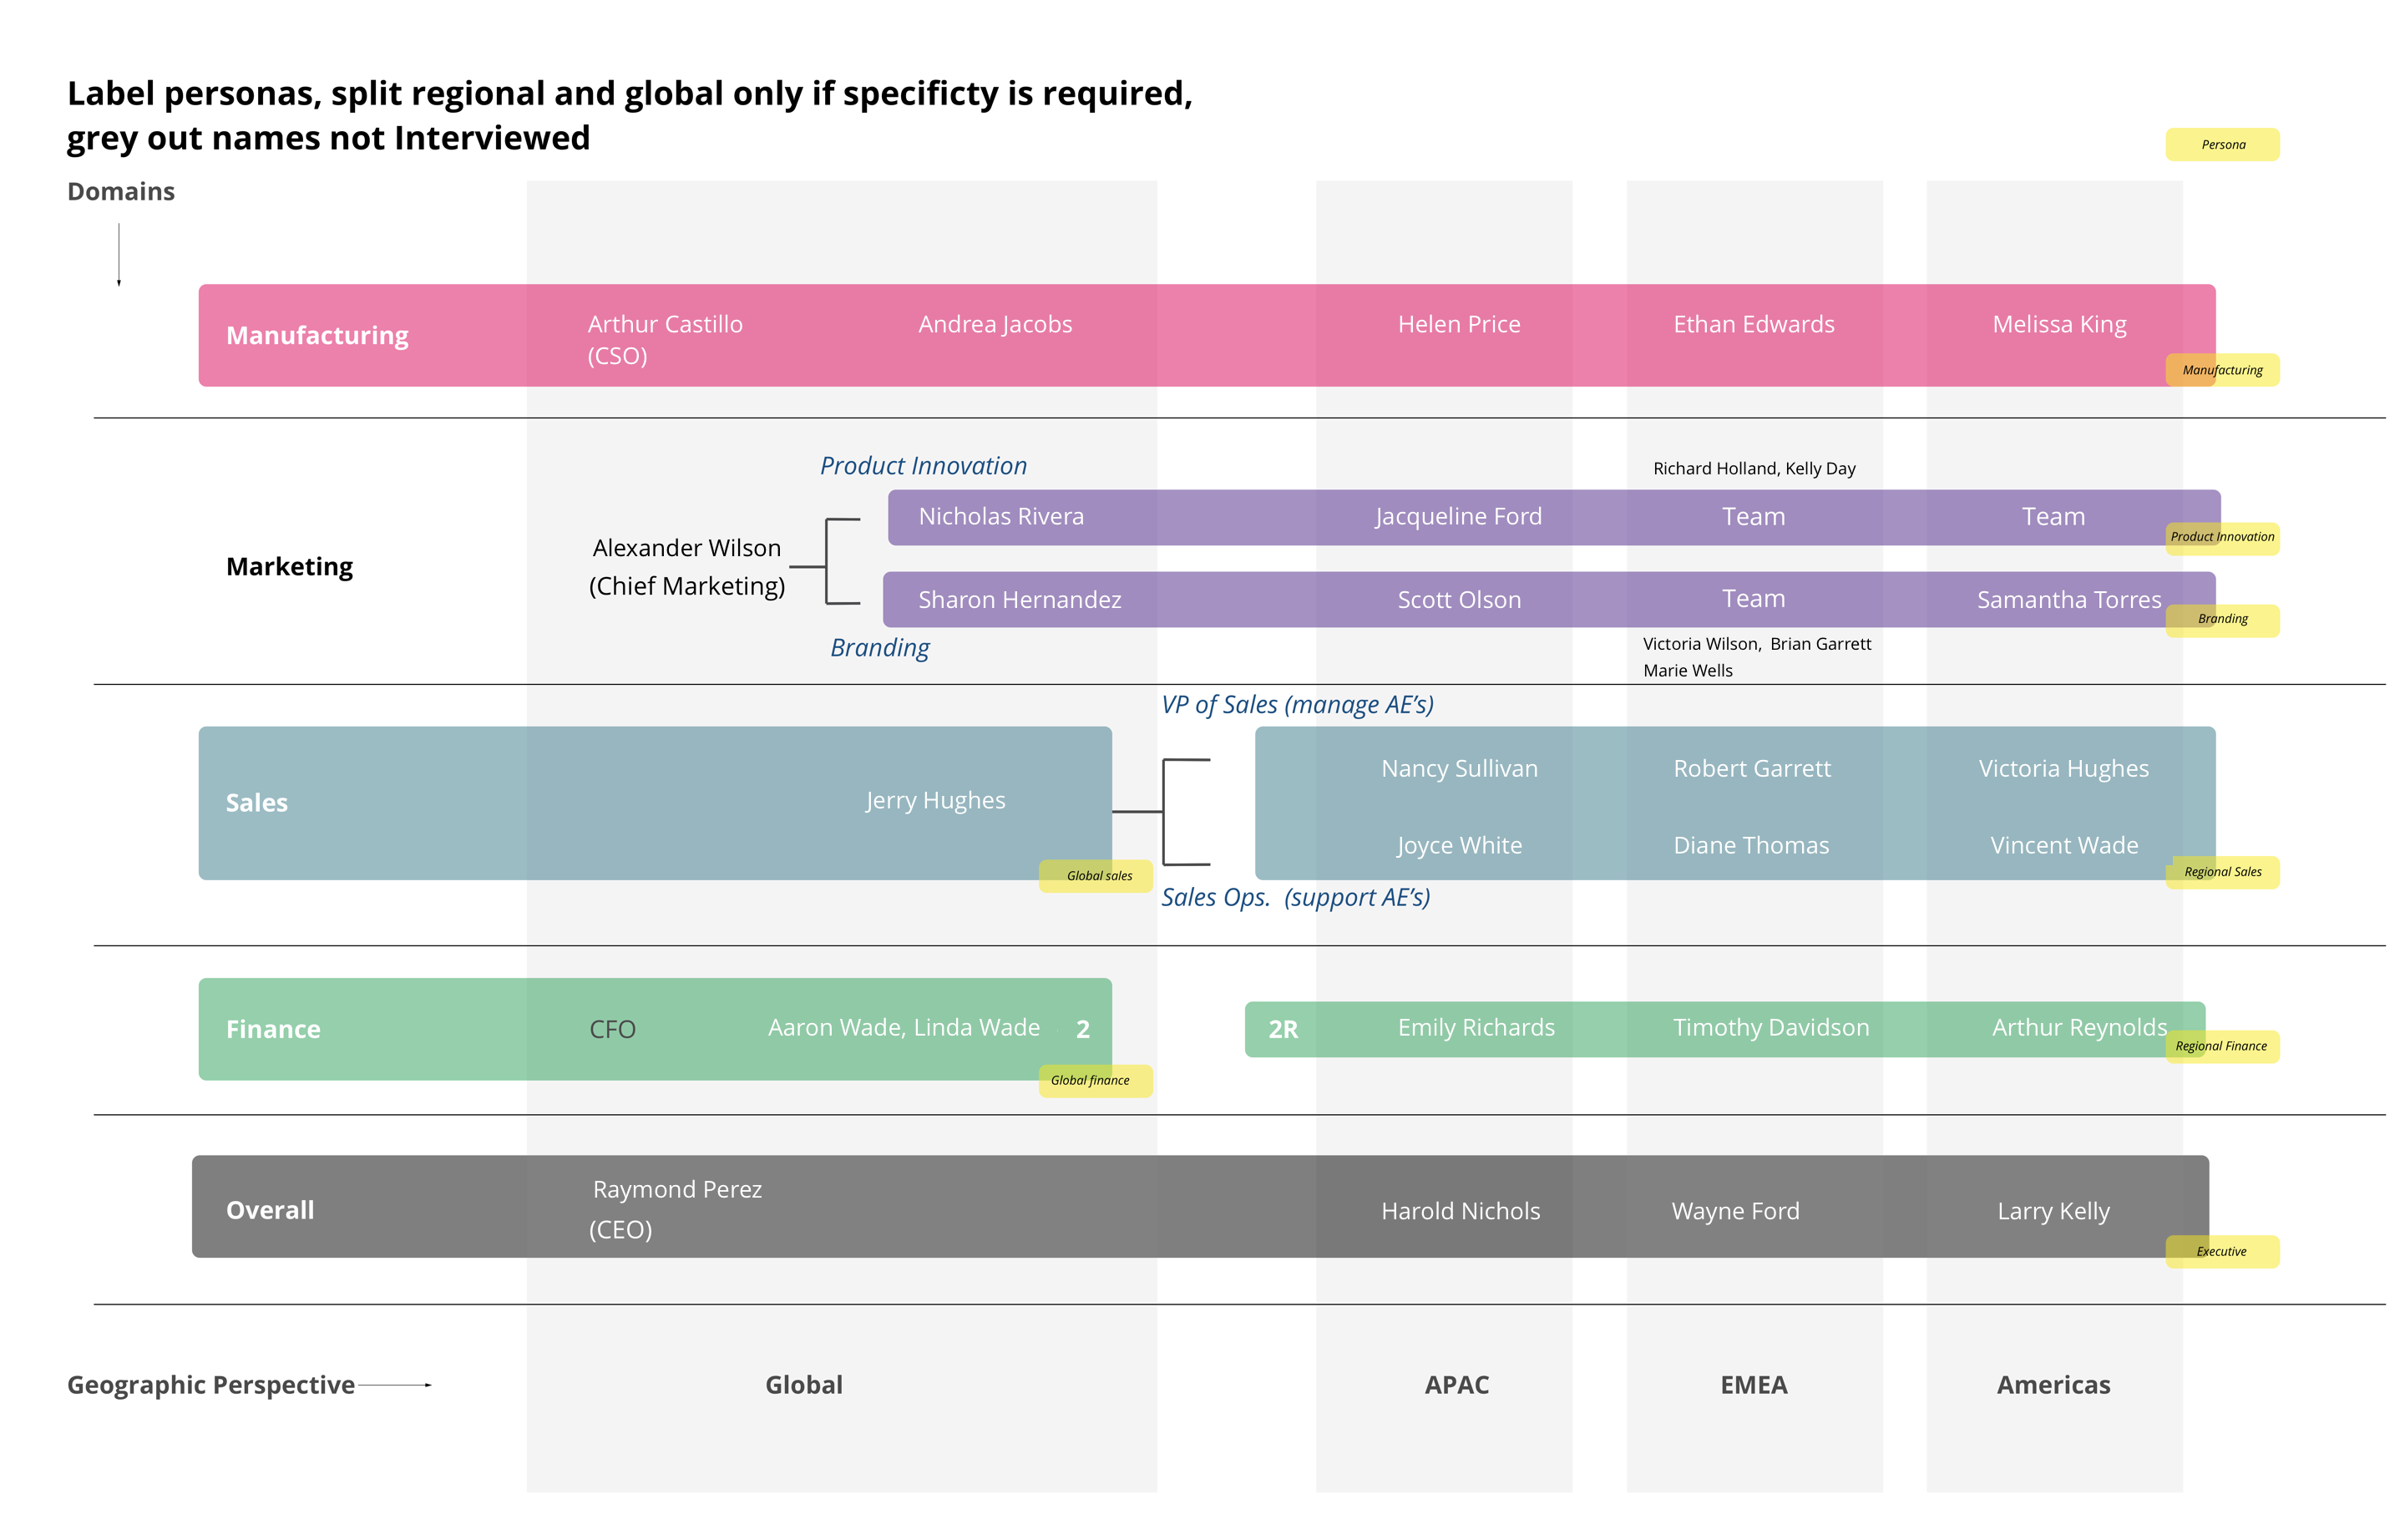 Label personas, split regional and global only if specificty is required,
grey out names not Interviewed
Persona
Domains
Manufacturing
Arthur Castillo
(CSO)
Andrea Jacobs
Helen Price
Ethan Edwards
Melissa King
Manufacturing
Marketing
Alexander Wilson
(Chief Marketing)
Product Innovation
Richard Holland, Kelly Day
Nicholas Rivera
Jacqueline Ford
Team
Team
Product Innovation
Sharon Hernandez
Scott Olson
Team
Samantha Torres
Branding
Branding
Victoria Wilson,  Brian Garrett
Marie Wells
VP of Sales (manage AE’s)
Sales
Jerry Hughes
Global sales
Nancy Sullivan
Robert Garrett
Victoria Hughes
Joyce White
Diane Thomas
Vincent Wade
Regional Sales
Sales Ops.  (support AE’s)
Finance
CFO
Aaron Wade, Linda Wade
2
Global finance
2R
Emily Richards
Timothy Davidson
Arthur Reynolds
Regional Finance
Overall
Raymond Perez
(CEO)
Harold Nichols
Wayne Ford
Larry Kelly
Executive
Geographic Perspective
Global
APAC
EMEA
Americas